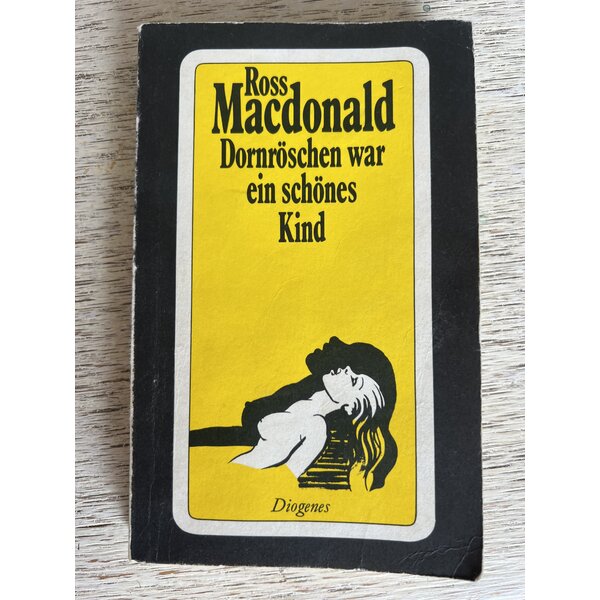 Ross
Macdonald
Dornröschen war
ein schönes
Kind
Diogenes